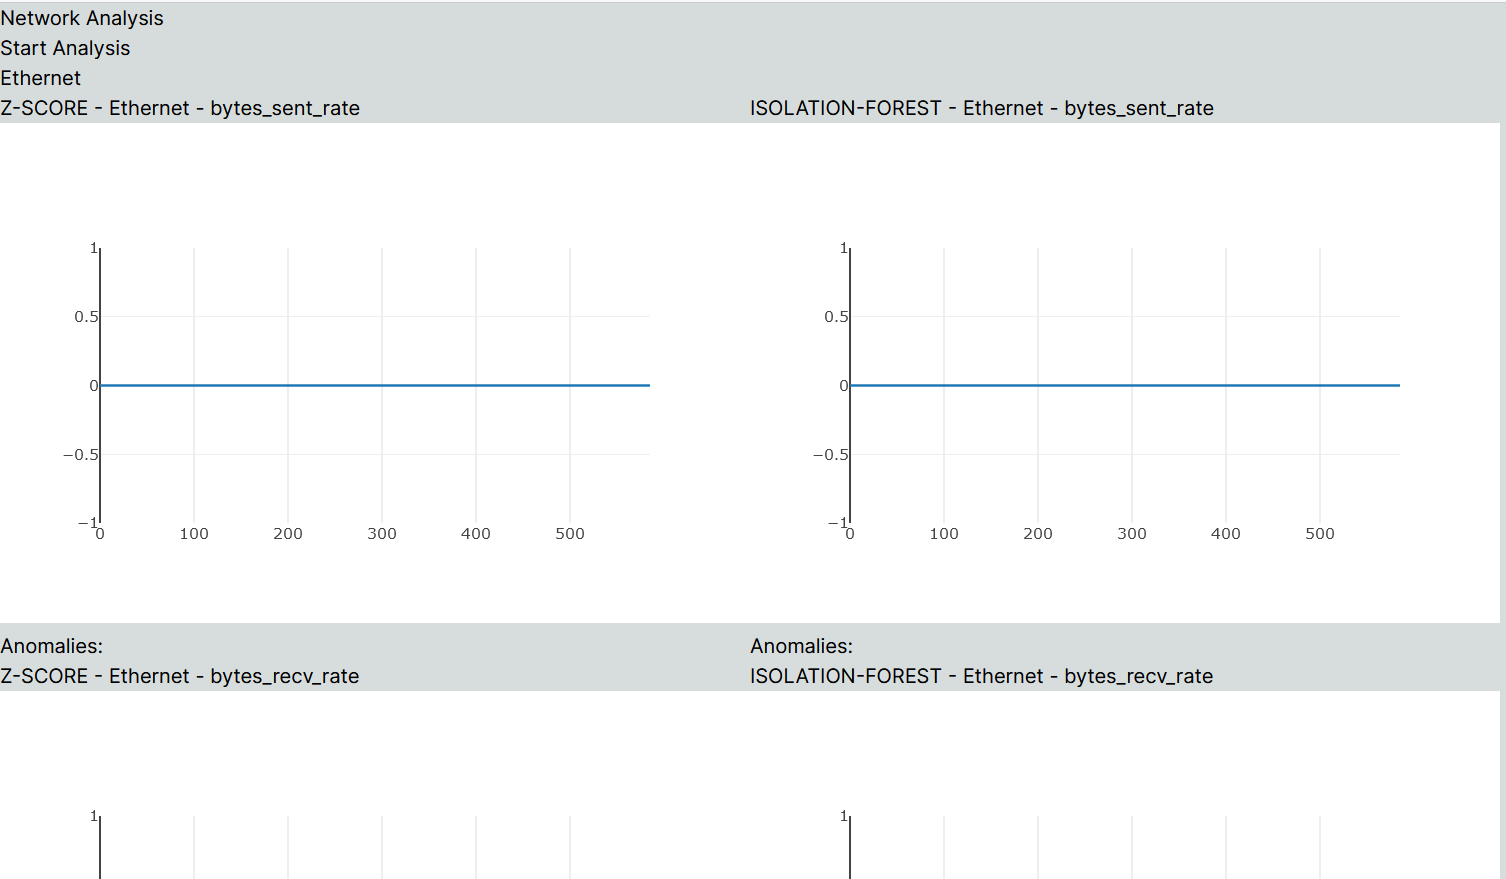 Network Analysis
Start Analysis
Ethernet
Z-SCORE - Ethernet - bytes_sent_rate
ISOLATION-FOREST - Ethernet - bytes_sent_rate
1
0.5
0
−0.5
−1
0 100 200 300 400 500
1
0.5
0
−0.5
−1
0 100 200 300 400 500
Anomalies:
Anomalies:
Z-SCORE - Ethernet - bytes_recv_rate
ISOLATION-FOREST - Ethernet - bytes_recv_rate
1
1